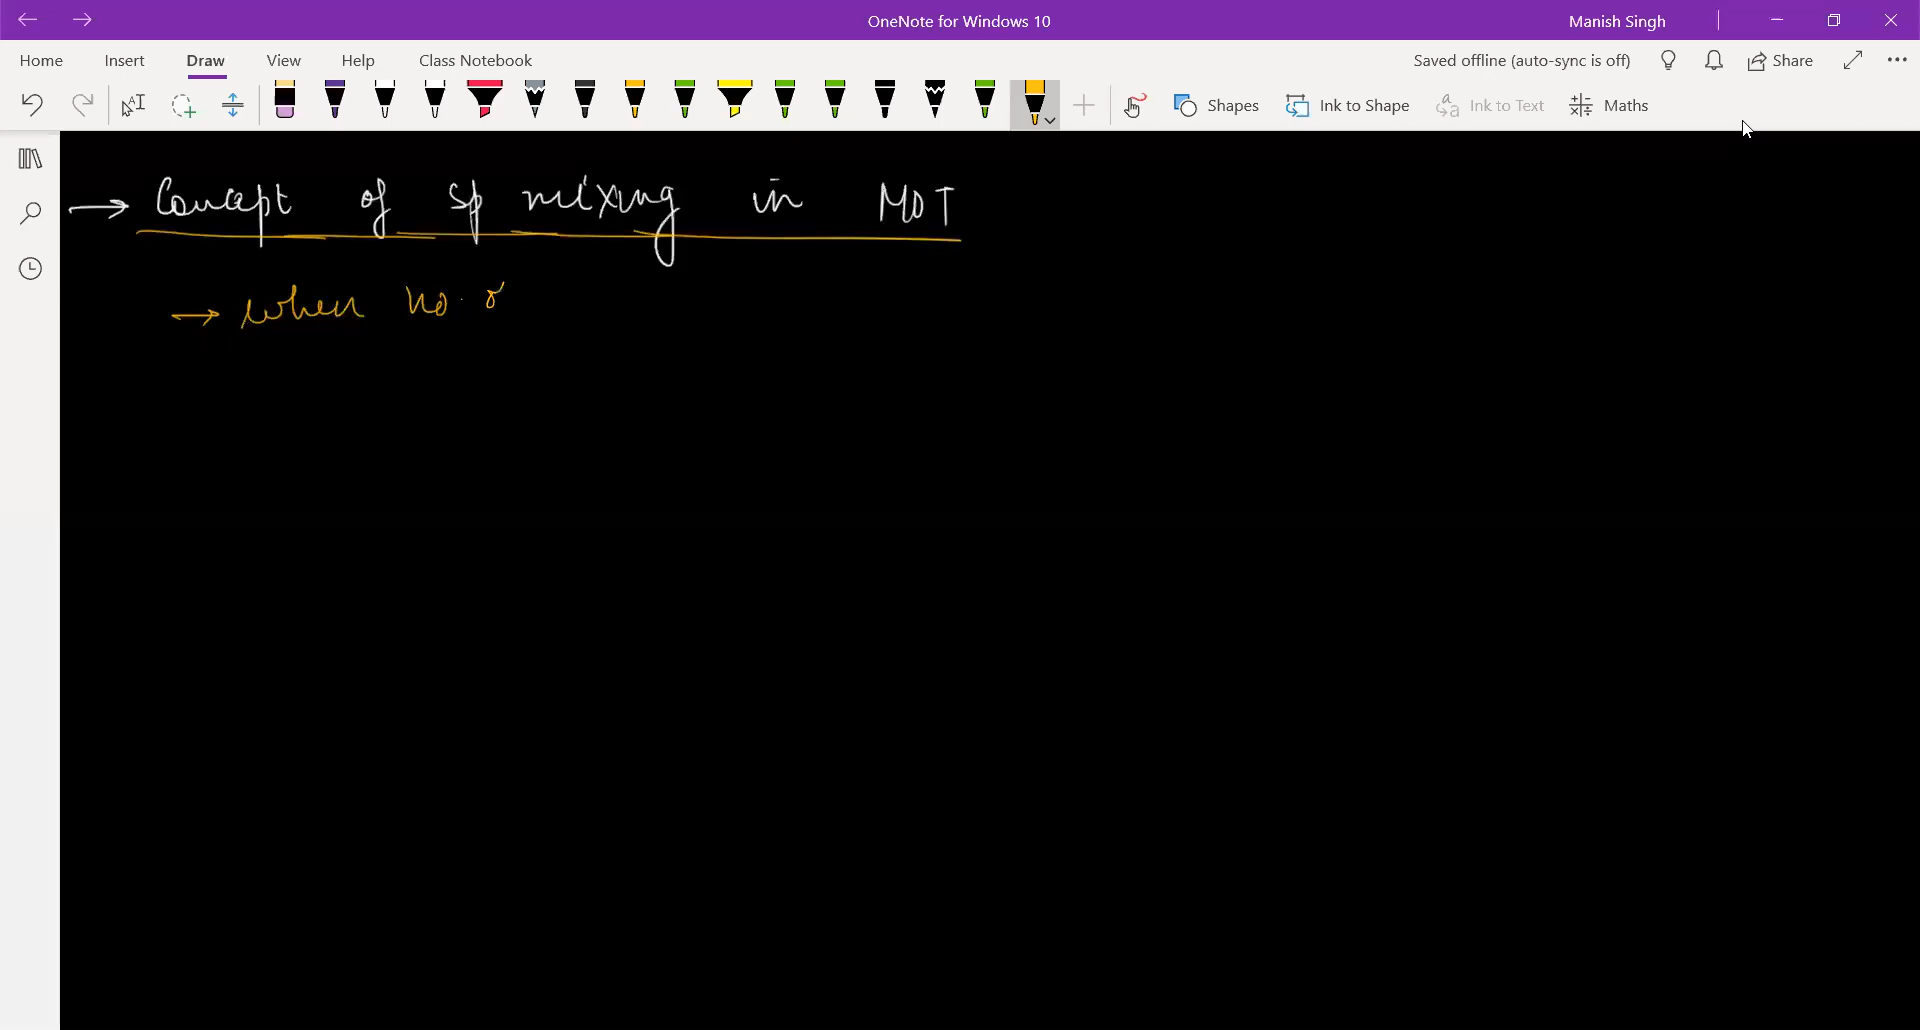 OneNote for Windows 10
Manish Singh
Home Insert Draw View Help Class Notebook
Saved offline (auto-sync is off) Share
Shapes Ink to Shape Ink to Text Maths
→ Concept of sp mixing in MOT
→ when no.